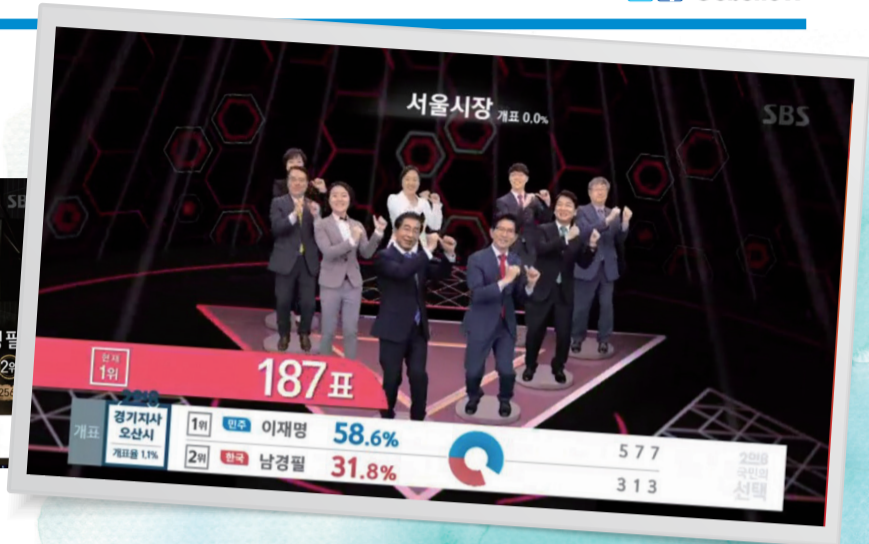 서울시장 개표 0.0%
SBS
현재
1위
187표
개표
경기지사
오산시
개표율 1.1%
1위 민주 이재명 58.6% 577
2위 한국 남경필 31.8% 313
2018
국민의
선택